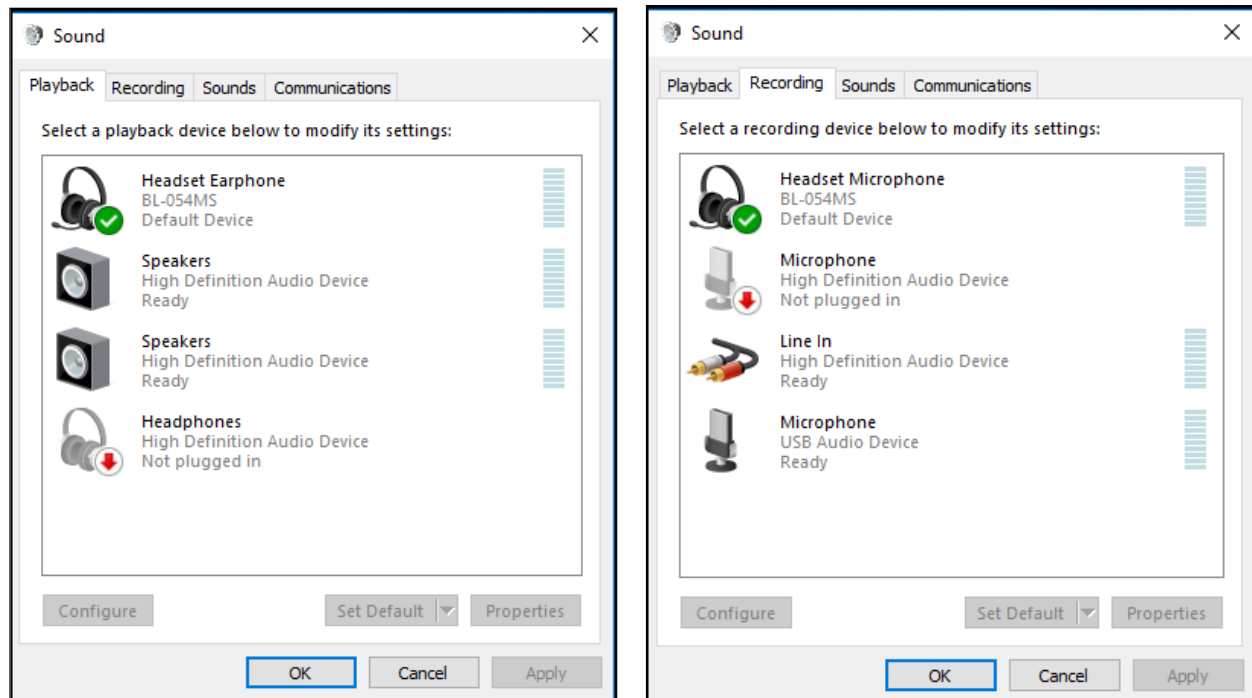 Sound
Playback Recording Sounds Communications
Select a playback device below to modify its settings:
Headset Earphone
BL-054MS
Default Device
Speakers
High Definition Audio Device
Ready
Speakers
High Definition Audio Device
Ready
Headphones
High Definition Audio Device
Not plugged in
Configure Set Default Properties
OK Cancel Apply
Sound
Playback Recording Sounds Communications
Select a recording device below to modify its settings:
Headset Microphone
BL-054MS
Default Device
Microphone
High Definition Audio Device
Not plugged in
Line In
High Definition Audio Device
Ready
Microphone
USB Audio Device
Ready
Configure Set Default Properties
OK Cancel Apply